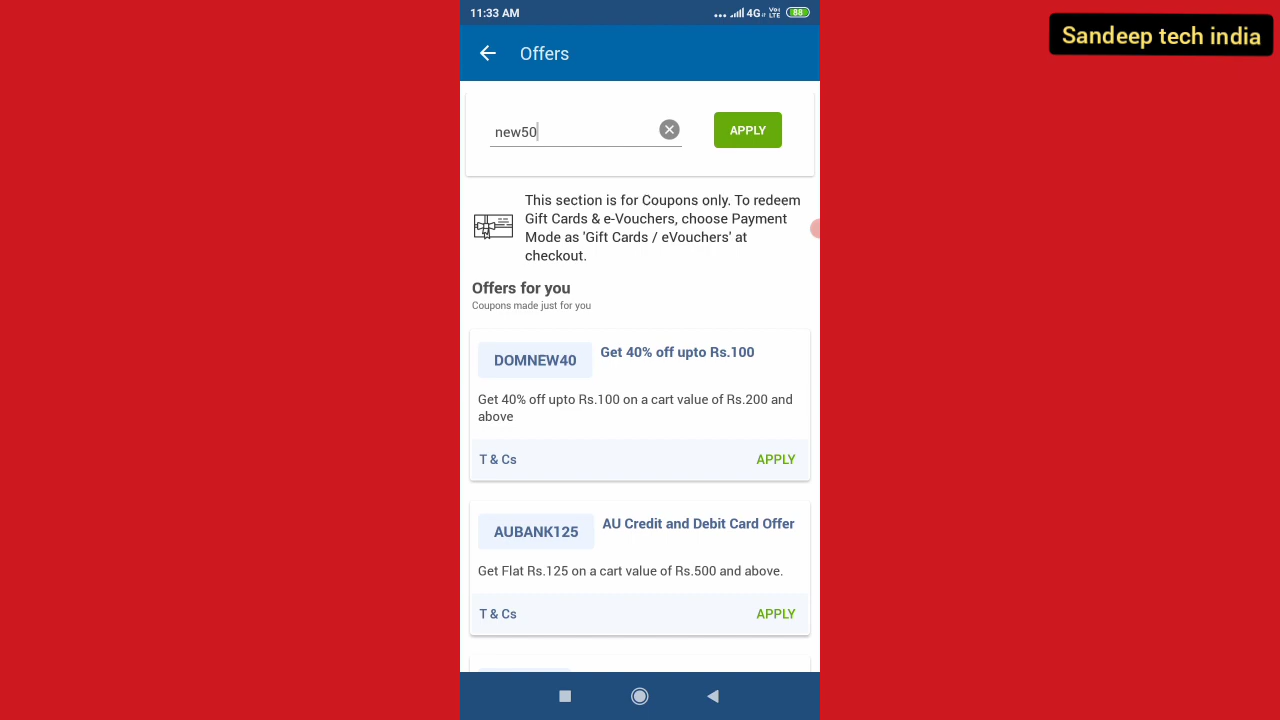 11:33 AM
4G
Vo
LTE
88
Sandeep tech india
Offers
new50
APPLY
This section is for Coupons only. To redeem
Gift Cards & e-Vouchers, choose Payment
Mode as 'Gift Cards / eVouchers' at
checkout.
Offers for you
Coupons made just for you
DOMNEW40
Get 40% off upto Rs.100
Get 40% off upto Rs.100 on a cart value of Rs.200 and
above
T & Cs
APPLY
AUBANK125
AU Credit and Debit Card Offer
Get Flat Rs.125 on a cart value of Rs.500 and above.
T & Cs
APPLY